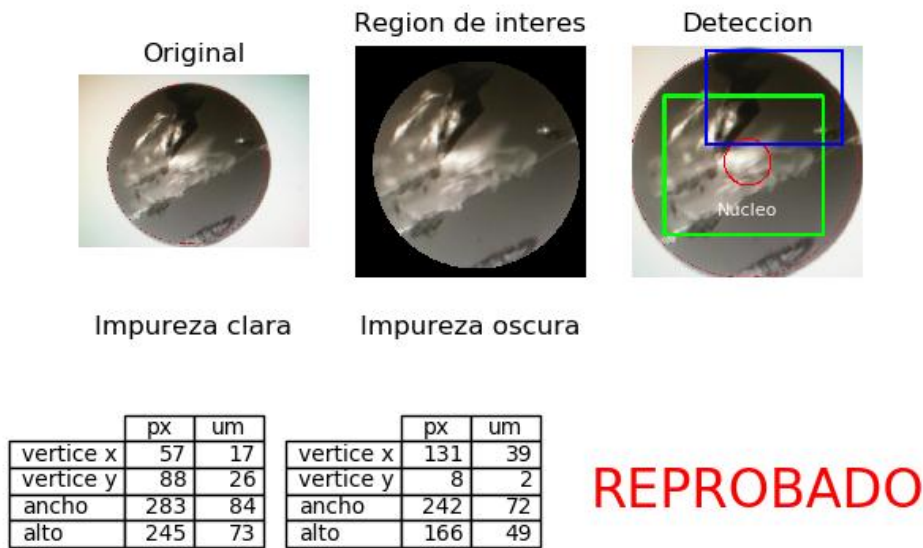 Original
Region de interes
Deteccion
Núcleo
Impureza clara
Impureza oscura
px um
vertice x 57 17
vertice y 88 26
ancho 283 84
alto 245 73
px um
vertice x 131 39
vertice y 8 2
ancho 242 72
alto 166 49
REPROBADO